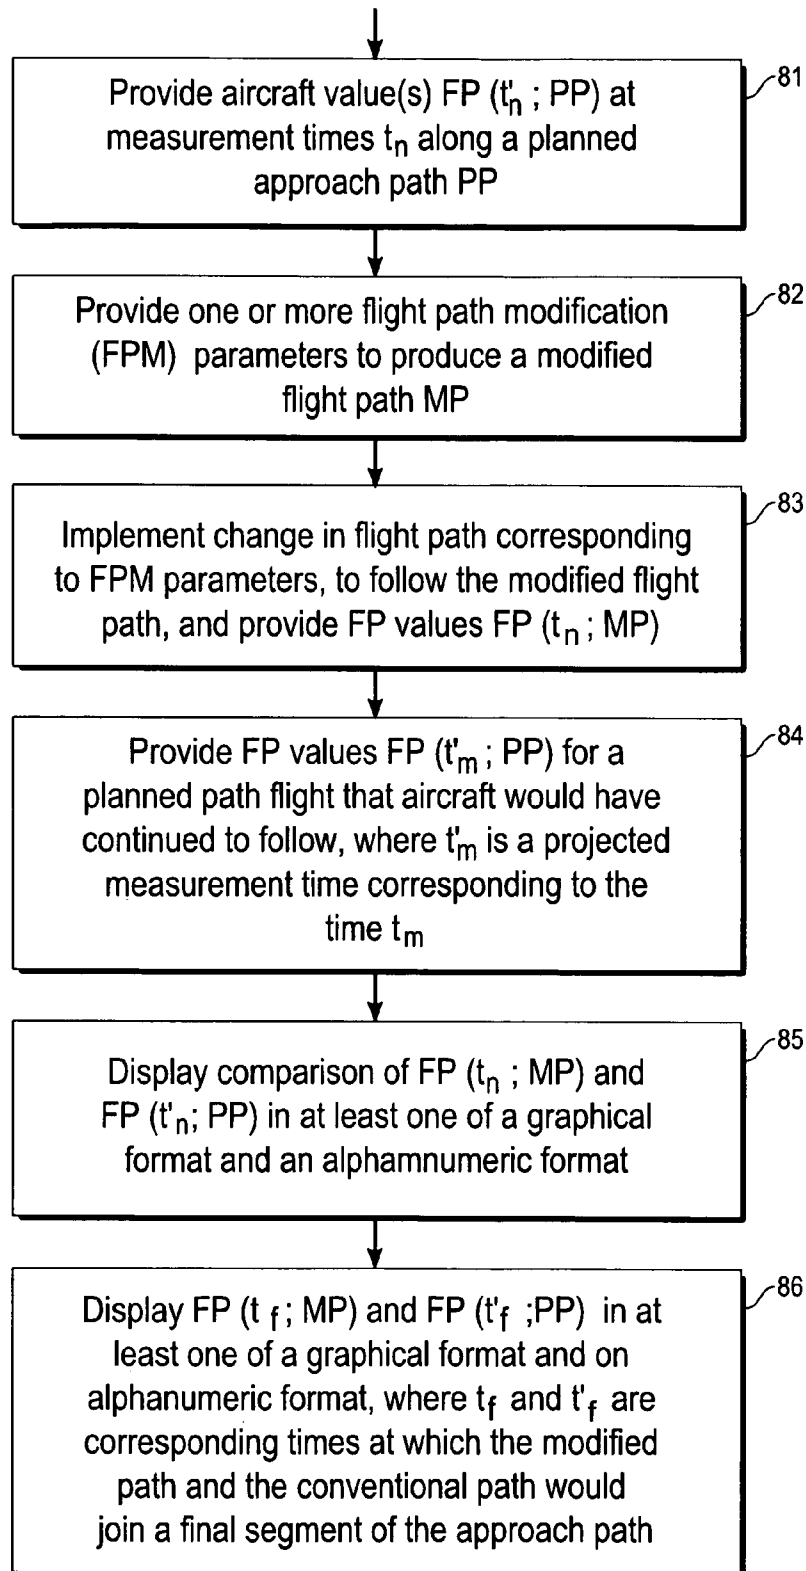 81
Provide aircraft value(s) FP (t'n ; PP) at
measurement times tn along a planned
approach path PP
82
Provide one or more flight path modification
(FPM) parameters to produce a modified
flight path MP
83
Implement change in flight path corresponding
to FPM parameters, to follow the modified flight
path, and provide FP values FP (tn ; MP)
84
Provide FP values FP (t'm ; PP) for a
planned path flight that aircraft would have
continued to follow, where t'm is a projected
measurement time corresponding to the
time tm
85
Display comparison of FP (tn ; MP) and
FP (t'n; PP) in at least one of a graphical
format and an alphamnumeric format
86
Display FP (t f ; MP) and FP (t'f ;PP) in at
least one of a graphical format and on
alphanumeric format, where tf and t'f are
corresponding times at which the modified
path and the conventional path would
join a final segment of the approach path